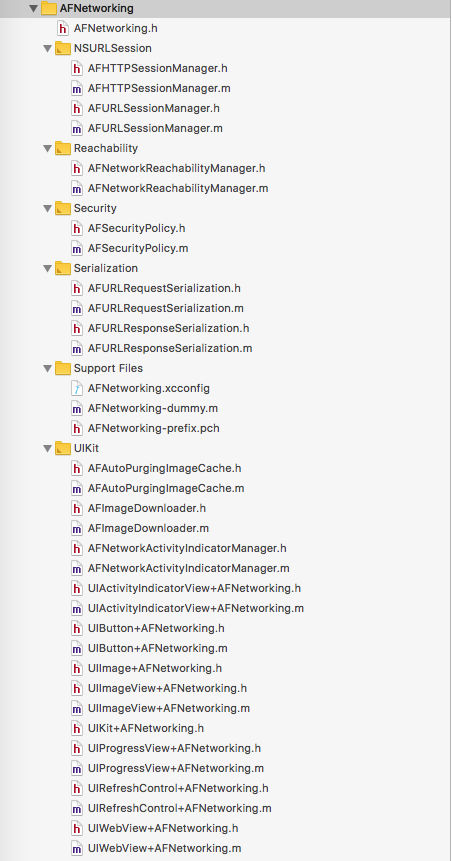 AFNetworking
AFNetworking.h
NSURLSession
AFHTTPSessionManager.h
AFHTTPSessionManager.m
AFURLSessionManager.h
AFURLSessionManager.m
Reachability
AFNetworkReachabilityManager.h
AFNetworkReachabilityManager.m
Security
AFSecurityPolicy.h
AFSecurityPolicy.m
Serialization
AFURLRequestSerialization.h
AFURLRequestSerialization.m
AFURLResponseSerialization.h
AFURLResponseSerialization.m
Support Files
AFNetworking.xcconfig
AFNetworking-dummy.m
AFNetworking-prefix.pch
UIKit
AFAutoPurgingImageCache.h
AFAutoPurgingImageCache.m
AFImageDownloader.h
AFImageDownloader.m
AFNetworkActivityIndicatorManager.h
AFNetworkActivityIndicatorManager.m
UIActivityIndicatorView+AFNetworking.h
UIActivityIndicatorView+AFNetworking.m
UIButton+AFNetworking.h
UIButton+AFNetworking.m
UIImage+AFNetworking.h
UIImageView+AFNetworking.h
UIImageView+AFNetworking.m
UIKit+AFNetworking.h
UIProgressView+AFNetworking.h
UIProgressView+AFNetworking.m
UIRefreshControl+AFNetworking.h
UIRefreshControl+AFNetworking.m
UIWebView+AFNetworking.h
UIWebView+AFNetworking.m